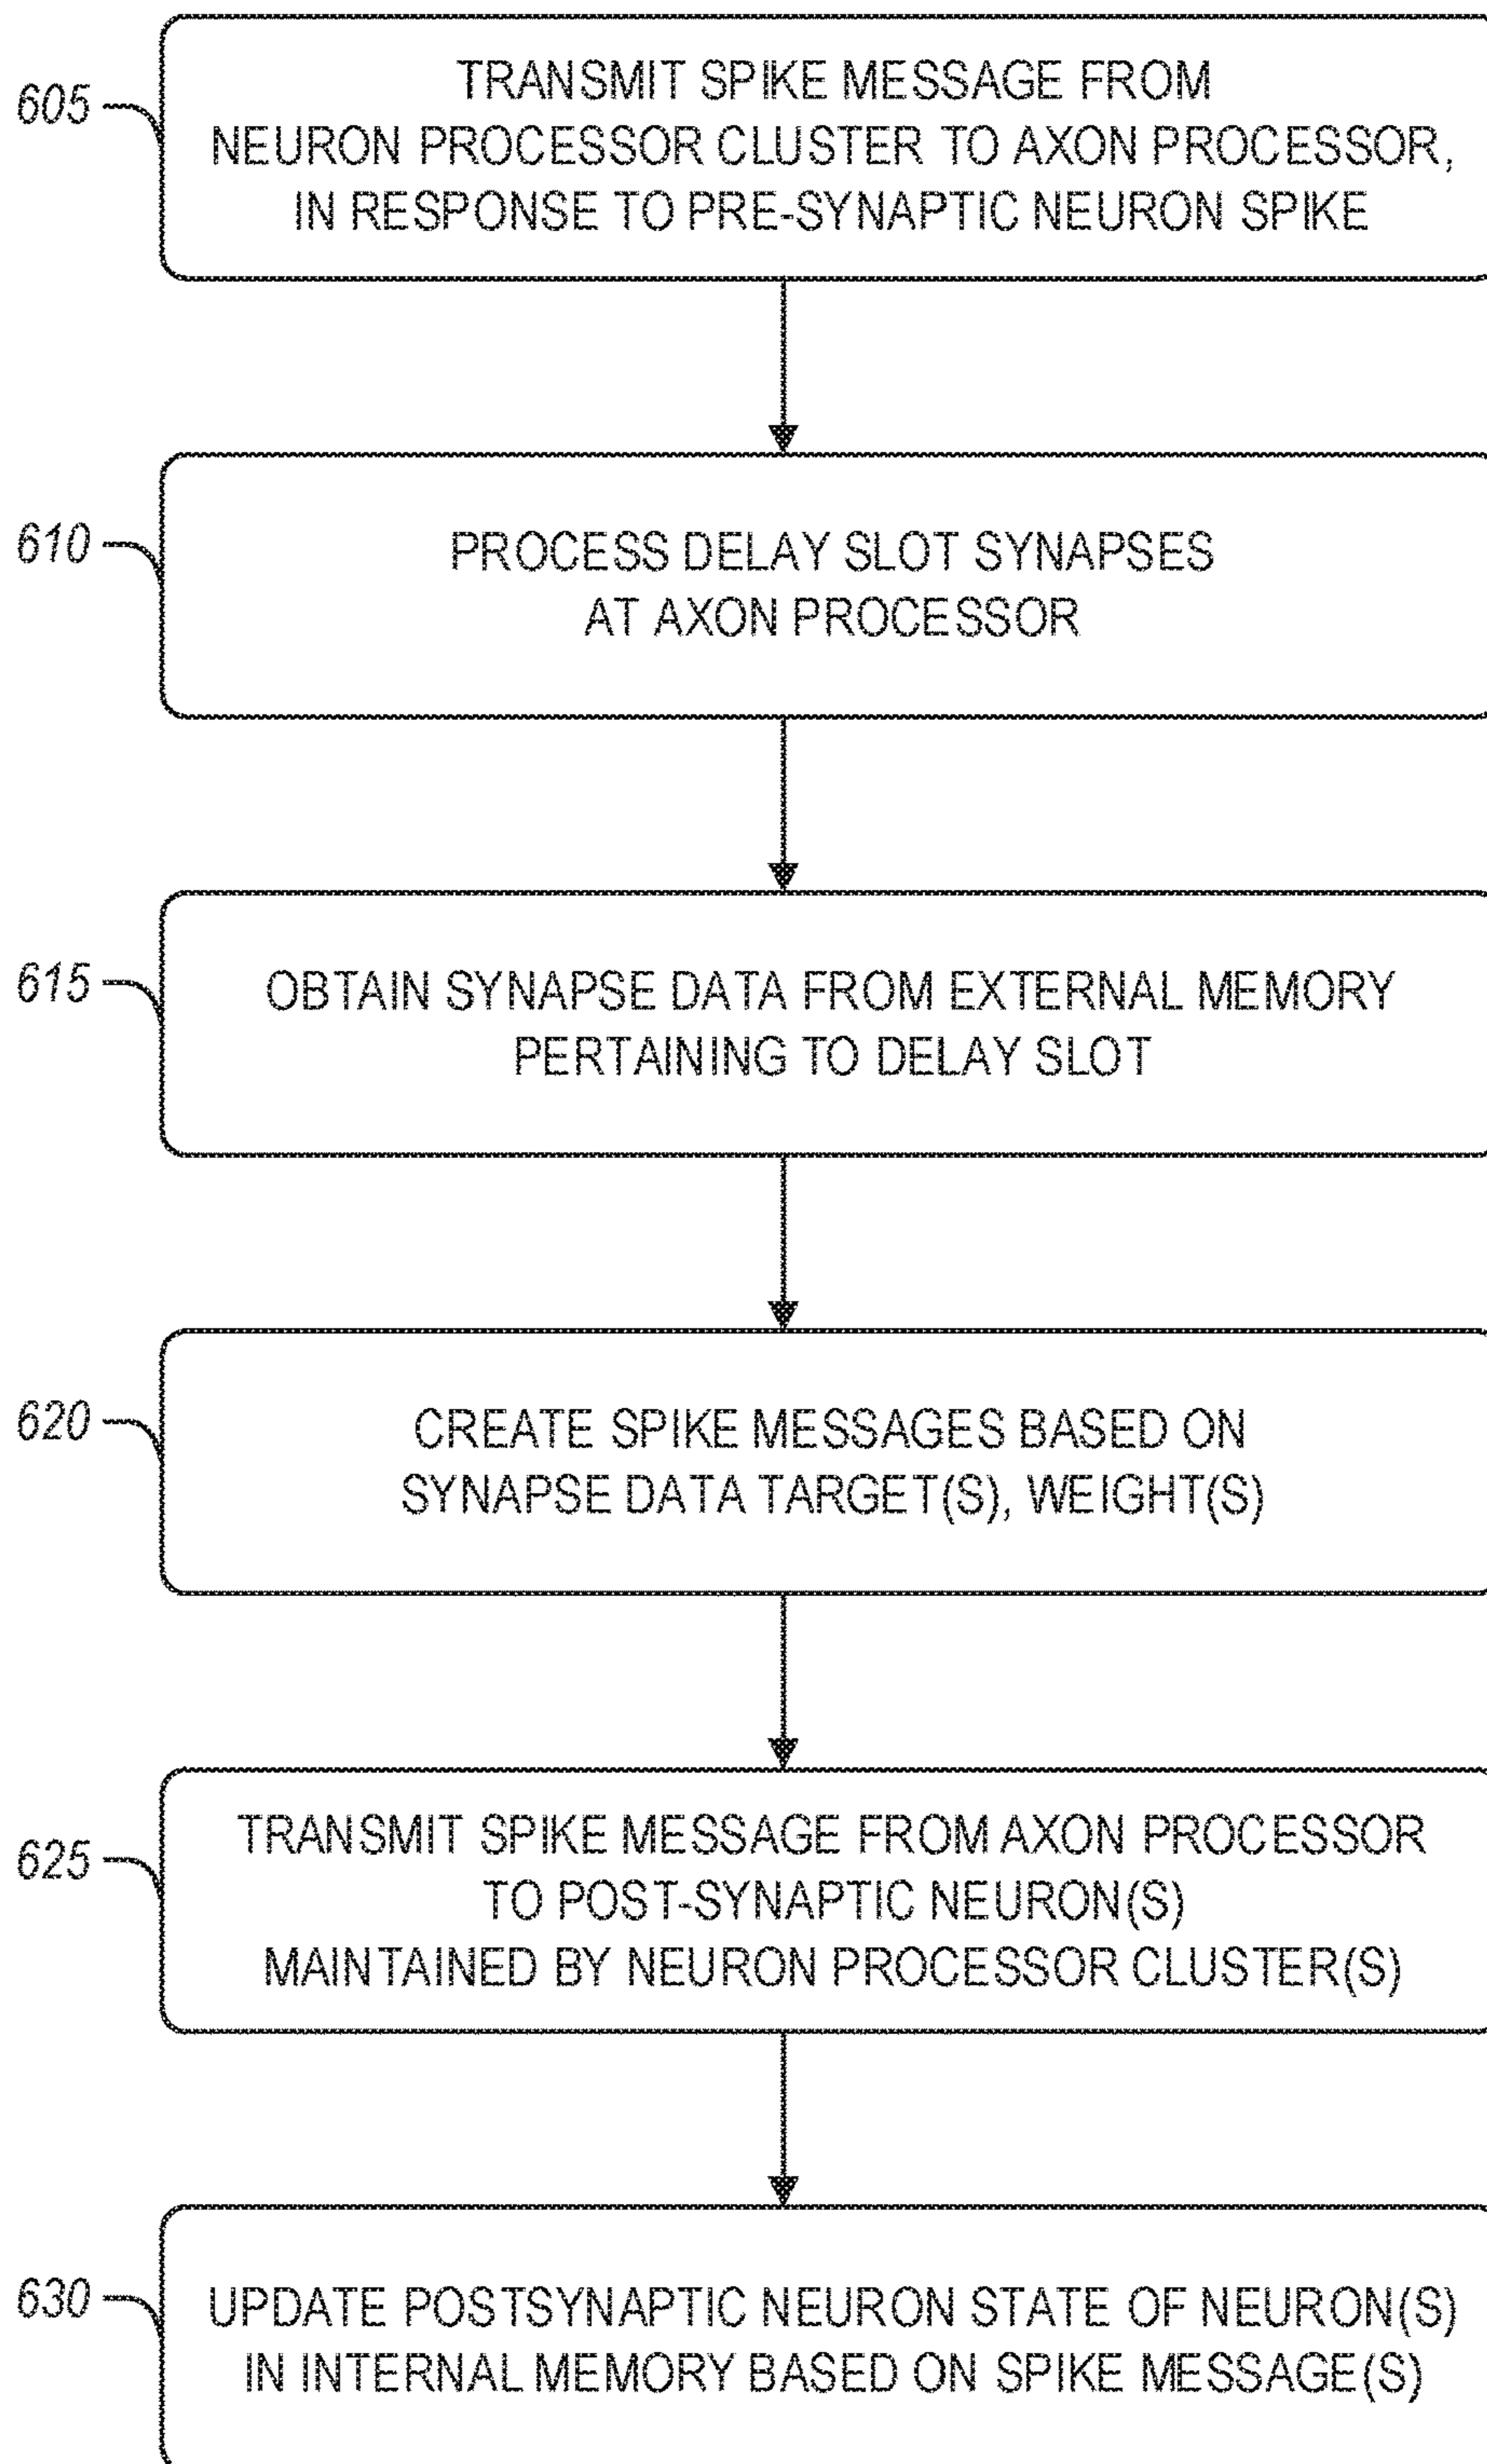 605
TRANSMIT SPIKE MESSAGE FROM
NEURON PROCESSOR CLUSTER TO AXON PROCESSOR,
IN RESPONSE TO PRE-SYNAPTIC NEURON SPIKE
610
PROCESS DELAY SLOT SYNAPSES
AT AXON PROCESSOR
615
OBTAIN SYNAPSE DATA FROM EXTERNAL MEMORY
PERTAINING TO DELAY SLOT
620
CREATE SPIKE MESSAGES BASED ON
SYNAPSE DATA TARGET(S), WEIGHT(S)
625
TRANSMIT SPIKE MESSAGE FROM AXON PROCESSOR
TO POST-SYNAPTIC NEURON(S)
MAINTAINED BY NEURON PROCESSOR CLUSTER(S)
630
UPDATE POSTSYNAPTIC NEURON STATE OF NEURON(S)
IN INTERNAL MEMORY BASED ON SPIKE MESSAGE(S)